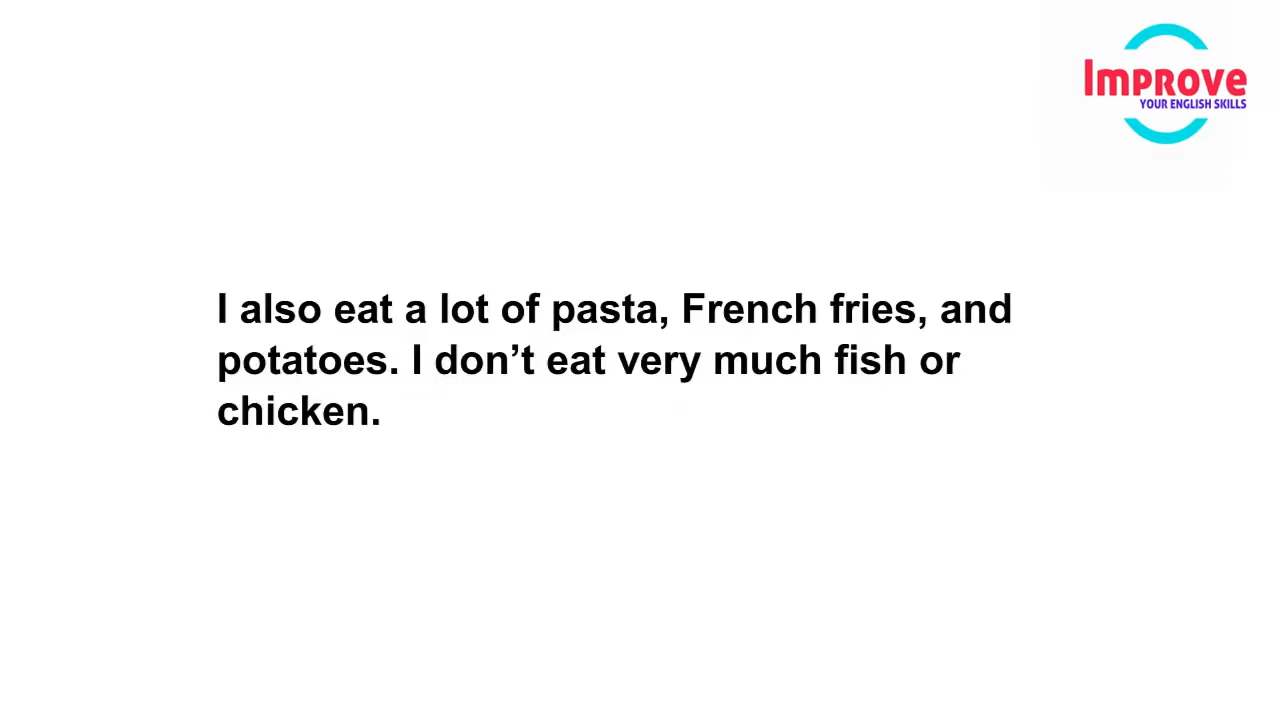 Improve
YOUR ENGLISH SKILLS
I also eat a lot of pasta, French fries, and
potatoes. I don’t eat very much fish or
chicken.